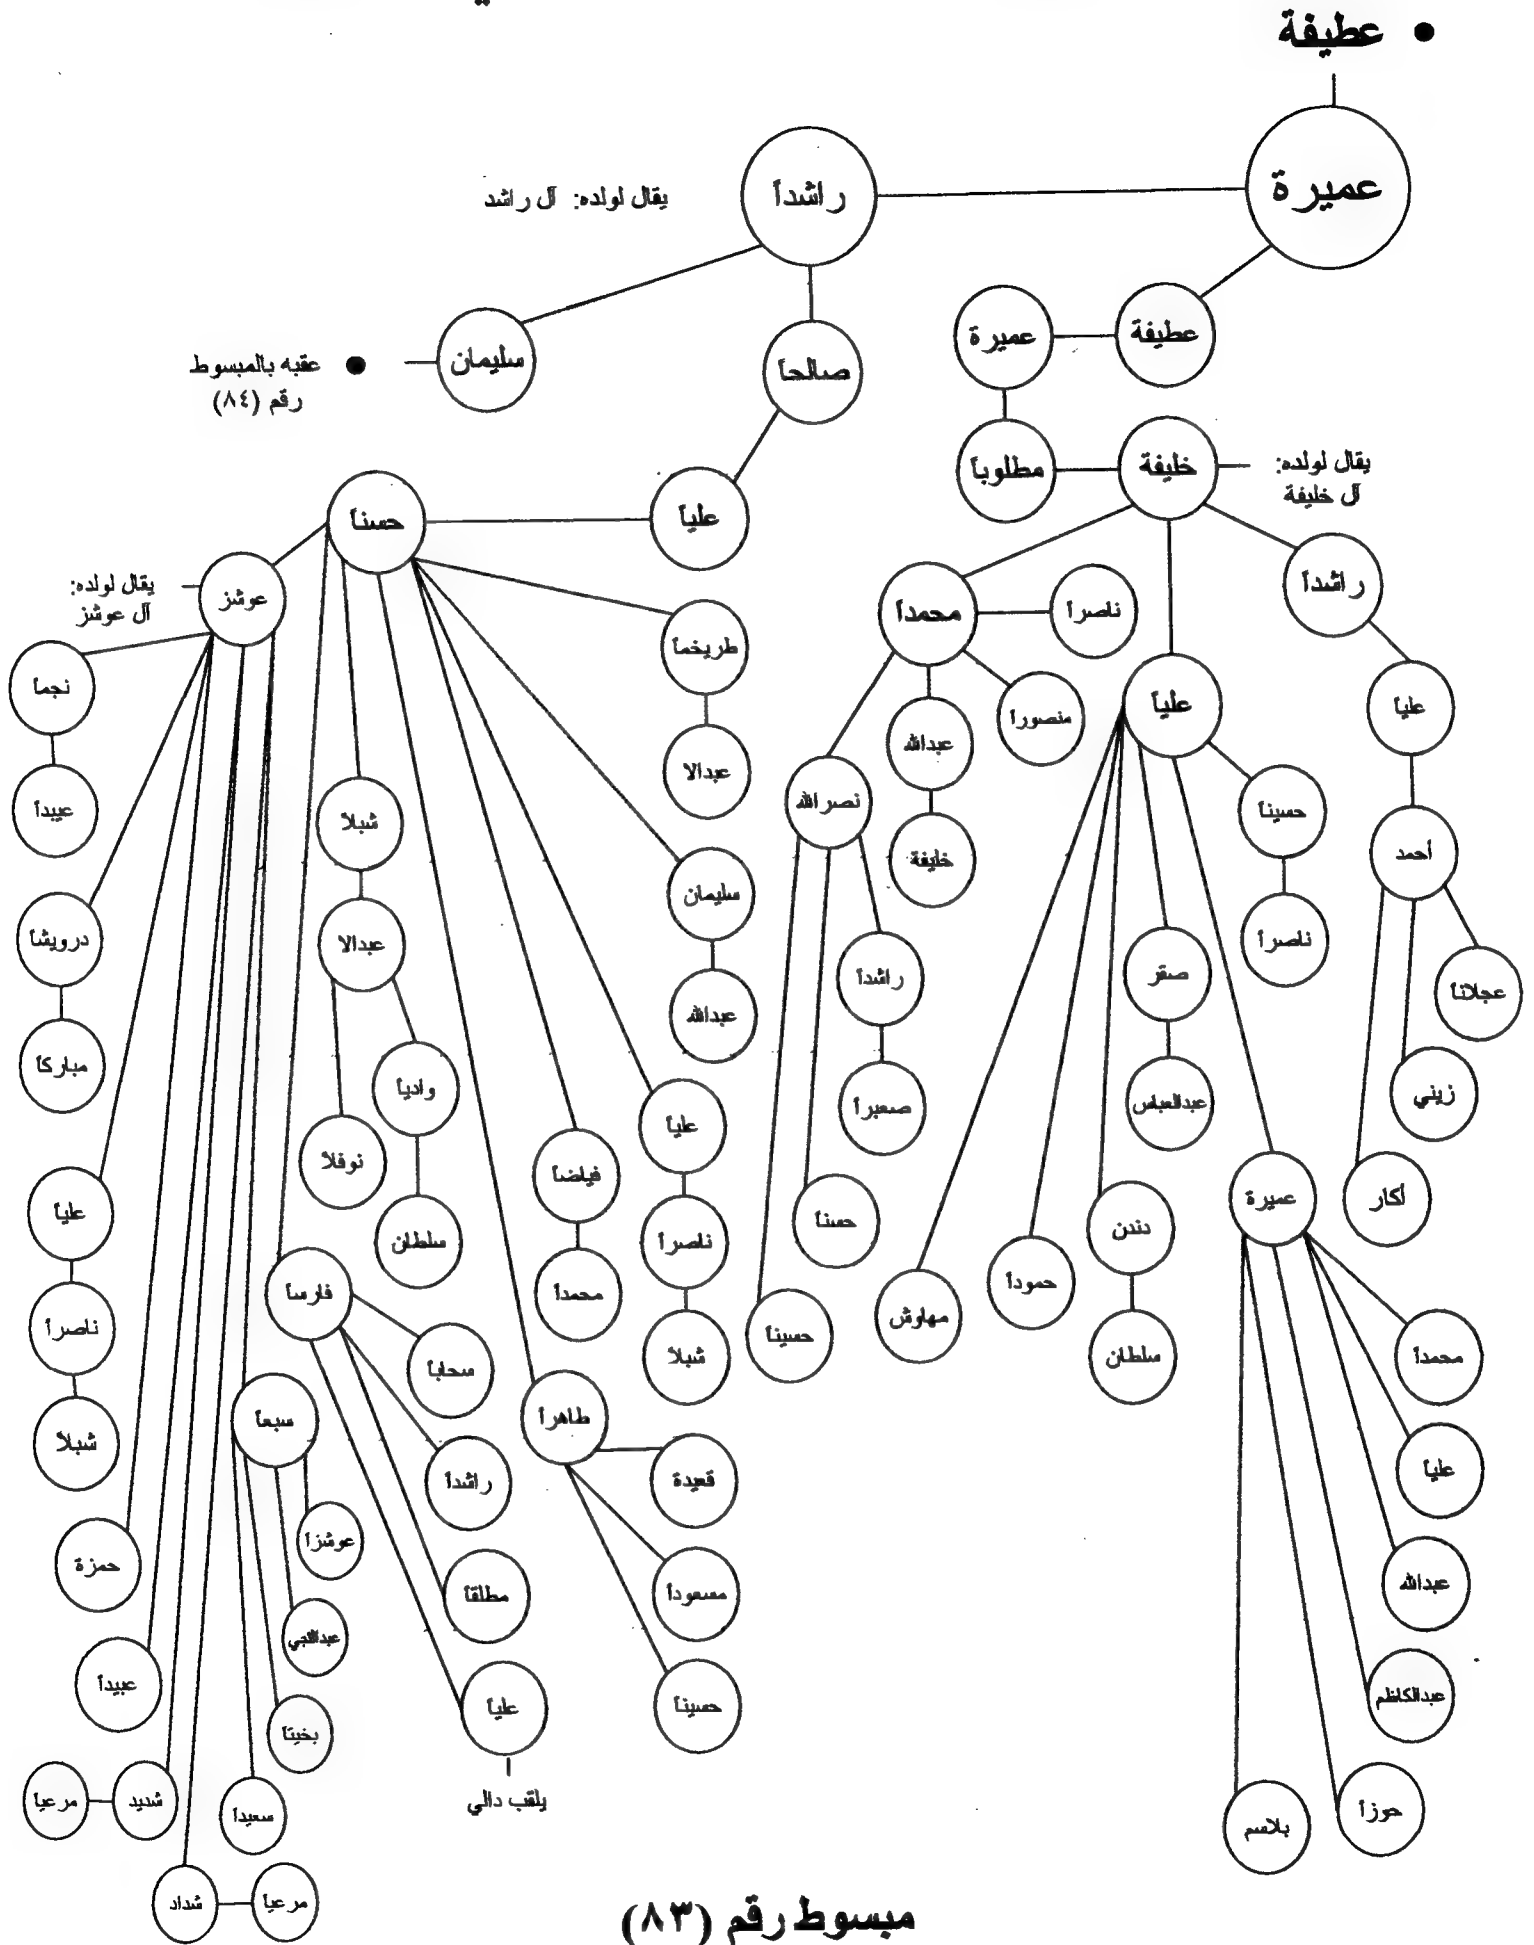 عطيفة
عميرة
راشداً
يقال لولده: آل راشد
عطيفة
عميرة
سليمان
عقبه بالمبسوط
رقم (٨٤)
صالحاً
خليفة
يقال لولده:
آل خليفة
مطلوباً
علياً
حسناً
عوشز
يقال لولده:
آل عوشز
راشداً
محمداً
ناصراً
طريخماً
نجماً
علياً
علياً
منصوراً
عبدالله
عبدالا
نصرالله
حسيناً
عبيداً
شبلاً
أحمد
خليفة
سليمان
ناصراً
درويشاً
عبدالا
صقر
راشداً
عجلاناً
عبدالله
مباركاً
وادياً
زيني
عبدالعباس
صعبراً
علياً
نوفلاً
فياضاً
أكار
عميرة
علياً
حسناً
دندن
ناصراً
سلطان
حموداً
محمداً
فارساً
مهاوش
حسيناً
ناصراً
سلطان
شبلاً
محمداً
سحاباً
طاهراً
سبعاً
شبلاً
علياً
قعيدة
راشداً
عوشزاً
حمزة
عبدالله
مسعوداً
مطلقاً
عبيداً
عبدالكاظم
حسيناً
علياً
يلقب دالي
بخيتاً
شديد
مرعيا
سعيداً
حوزاً
بلاسم
شداد
مرعيا
مبسوط رقم (٨٣)